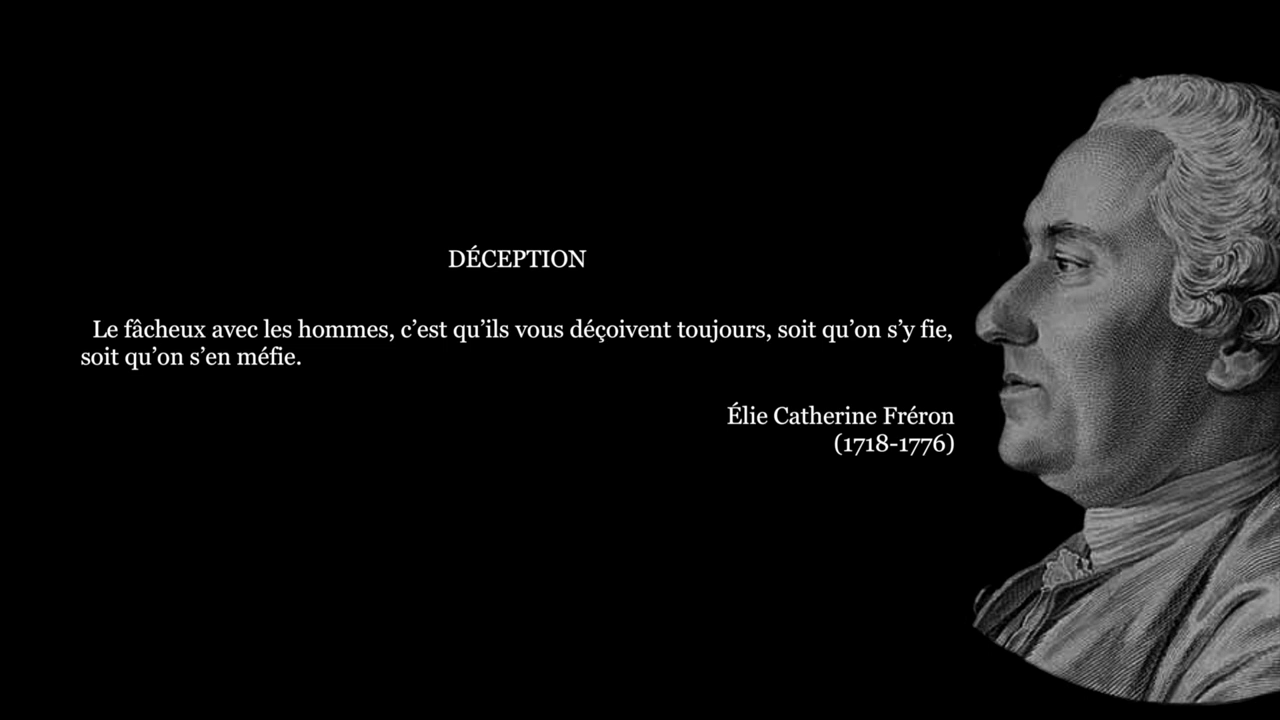 DÉCEPTION
Le fâcheux avec les hommes, c’est qu’ils vous déçoivent toujours, soit qu’on s’y fie,
soit qu’on s’en méfie.
Élie Catherine Fréron
(1718-1776)